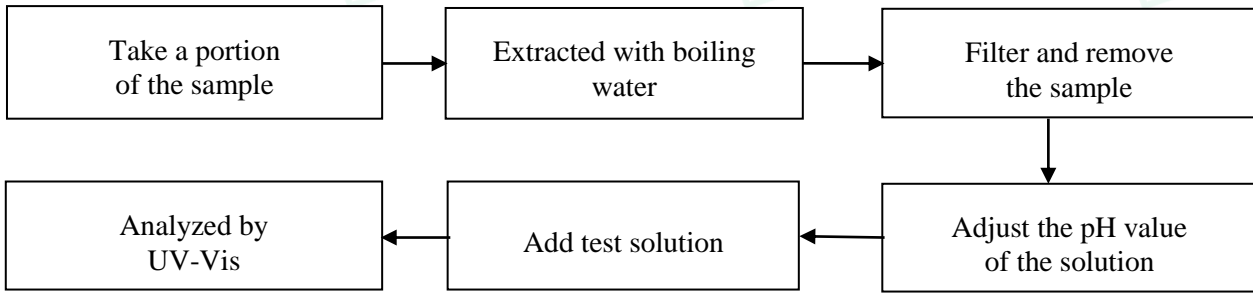 Take a portion
of the sample
Extracted with boiling
water
Filter and remove
the sample
Adjust the pH value
of the solution
Add test solution
Analyzed by
UV-Vis